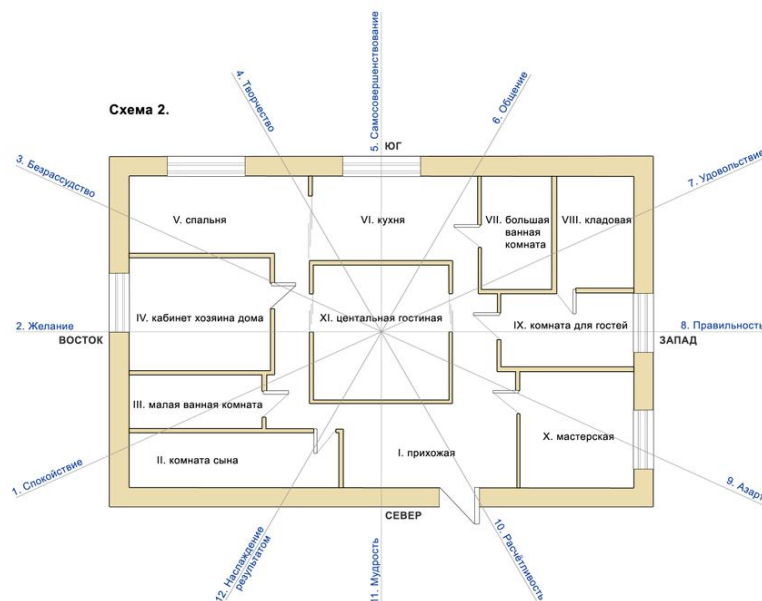 5. Самосовершенствование
4. Творчество
6. Общение
Схема 2.
ЮГ
3. Безрассудство
7. Удовольствие
V. спальня
VI. кухня
VII. большая
ванная
комната
VIII. кладовая
IV. кабинет хозяина дома
XI. центальная гостиная
IX. комната для гостей
2. Желание
ВОСТОК
8. Правильность
ЗАПАД
III. малая ванная комната
X. мастерская
I. прихожая
II. комната сына
1. Спокойствие
9. Азарт
СЕВЕР
12. Наслаждение
результатом
11. Мудрость
10. Расчётливость